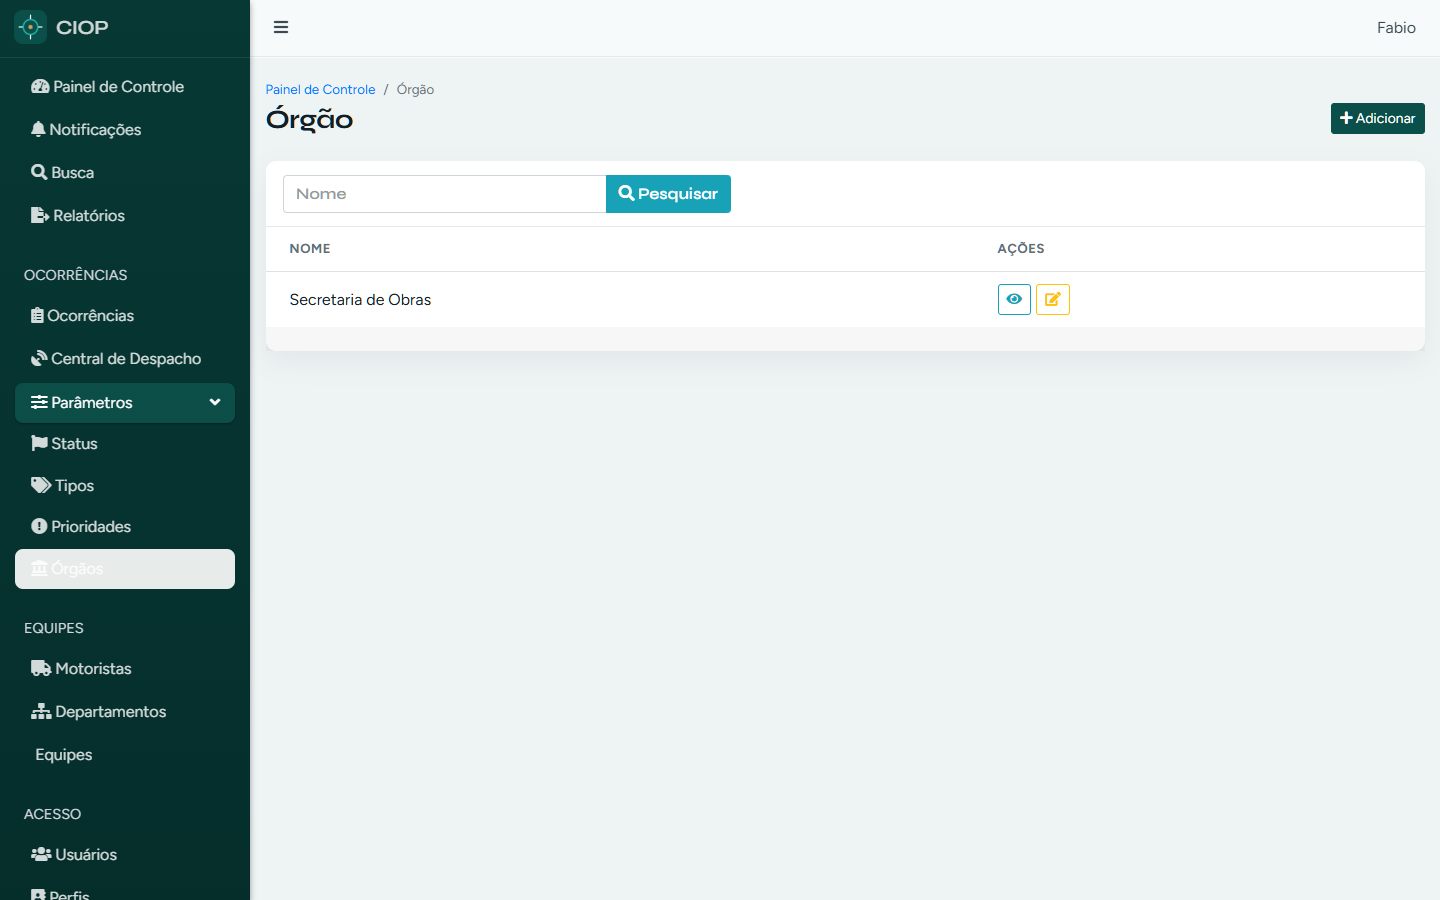 CIOP
Fabio
Painel de Controle
Notificações
Busca
Relatórios
OCORRÊNCIAS
Ocorrências
Central de Despacho
Parâmetros
Status
Tipos
Prioridades
Órgãos
EQUIPES
Motoristas
Departamentos
Equipes
ACESSO
Usuários
Perfis
Painel de Controle / Órgão
Órgão
Adicionar
Nome
Pesquisar
NOME AÇÕES
Secretaria de Obras